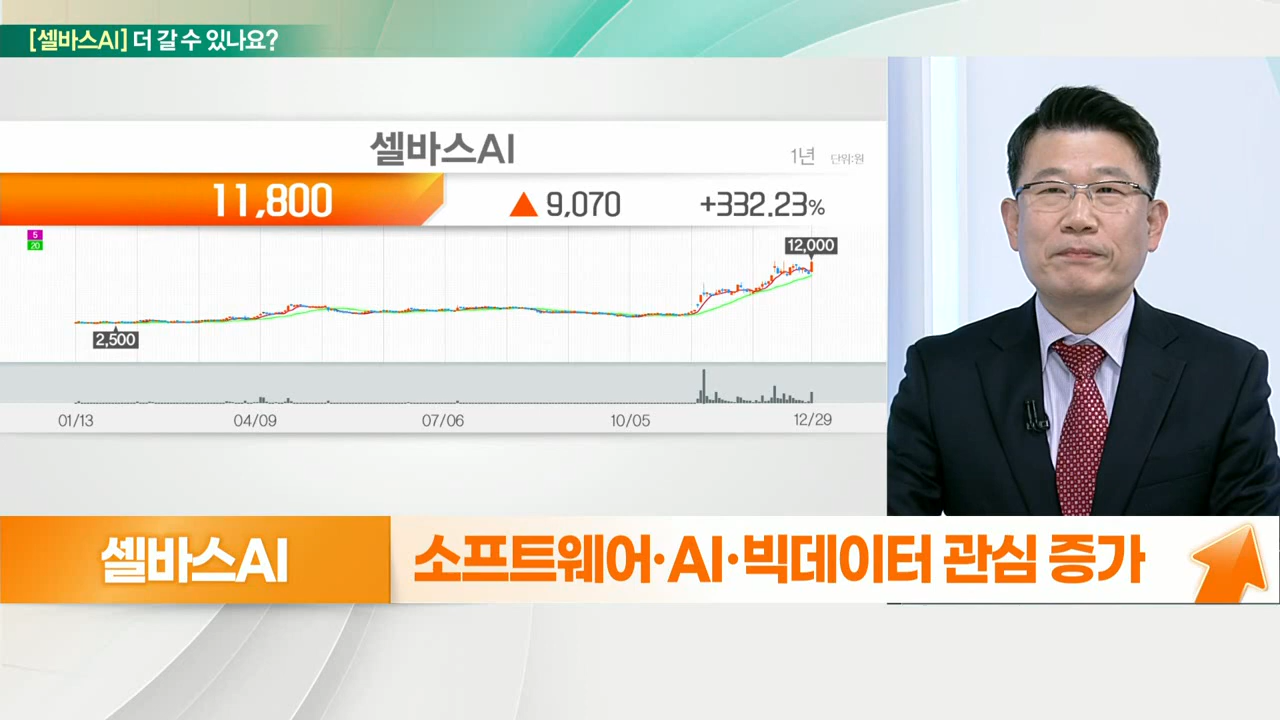 [셀바스AI] 더 갈 수 있나요?
셀바스AI
1년 단위:원
11,800 ▲ 9,070 +332.23%
5
20
12,000
2,500
01/13 04/09 07/06 10/05 12/29
셀바스AI
소프트웨어·AI·빅데이터 관심 증가